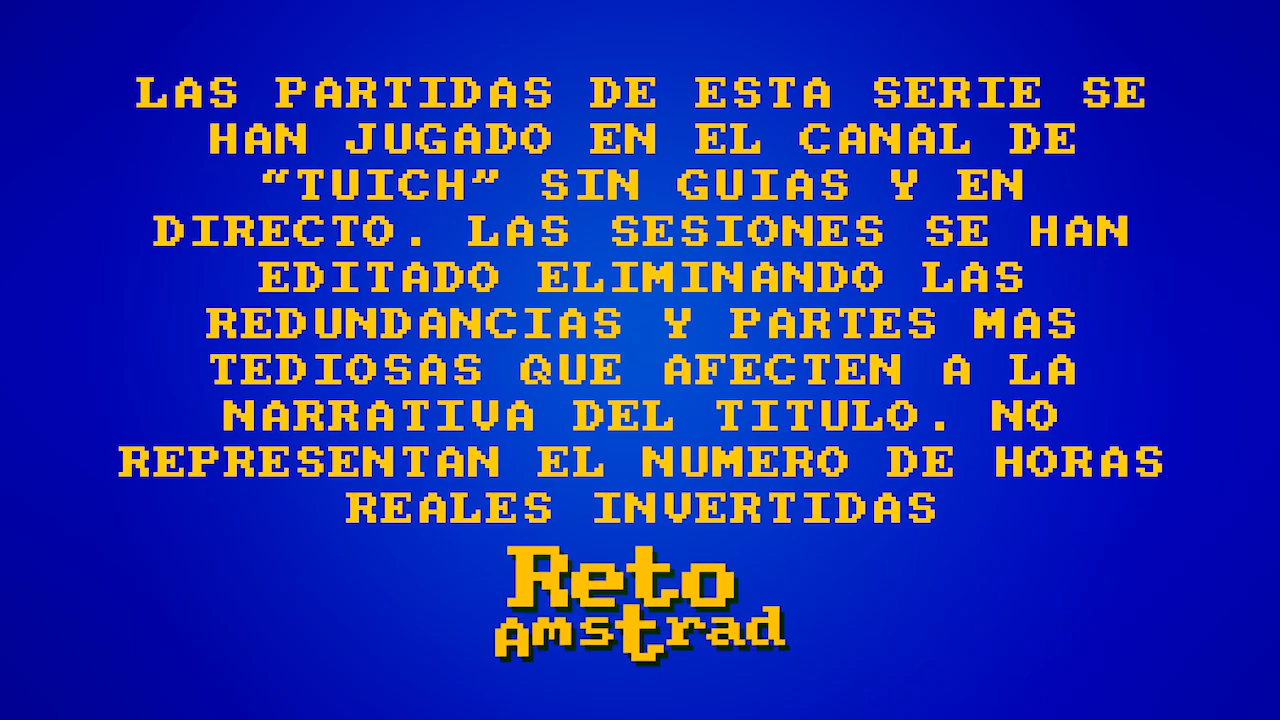 LAS PARTIDAS DE ESTA SERIE SE
HAN JUGADO EN EL CANAL DE
“TUICH” SIN GUIAS Y EN
DIRECTO. LAS SESIONES SE HAN
EDITADO ELIMINANDO LAS
REDUNDANCIAS Y PARTES MAS
TEDIOSAS QUE AFECTEN A LA
NARRATIVA DEL TITULO. NO
REPRESENTAN EL NUMERO DE HORAS
REALES INVERTIDAS
Reto
Amstrad